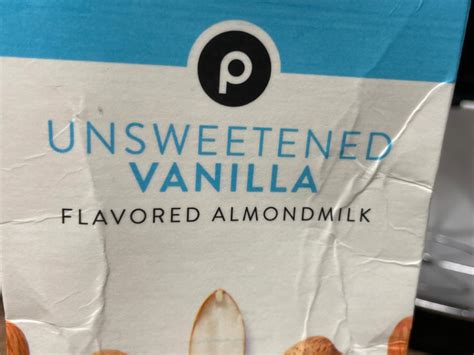 p
UNSWEETENED
VANILLA
FLAVORED ALMONDMILK